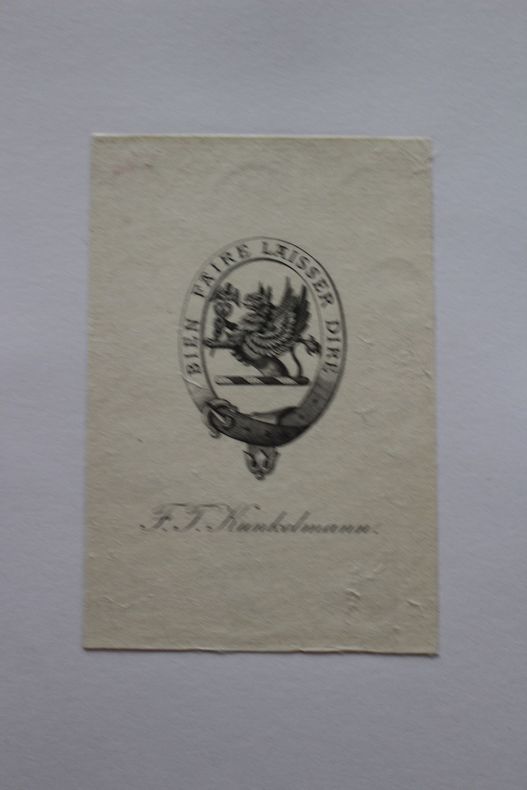 BIEN FAIRE LAISSER DIRE
F. T. Kunkelmann.